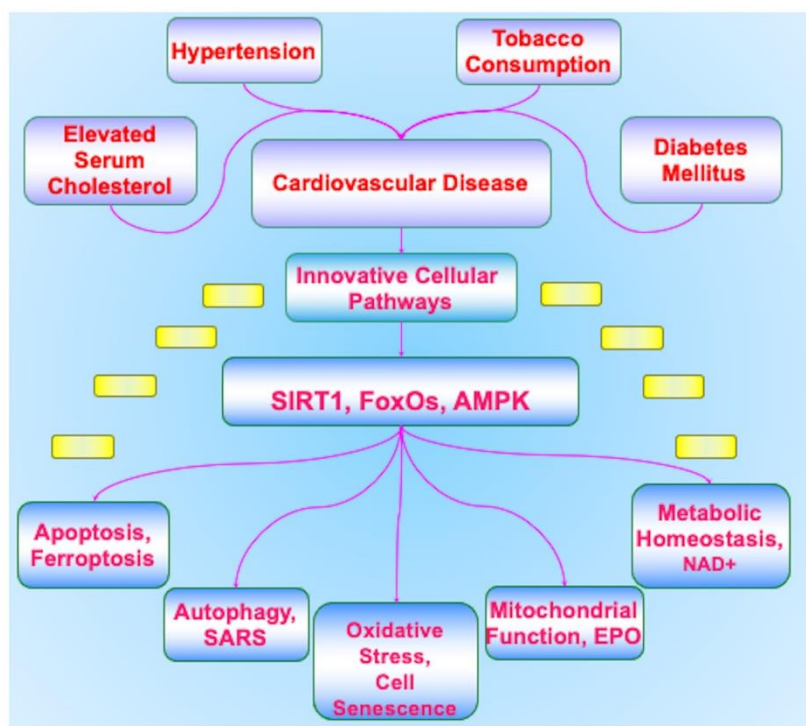 Hypertension
Tobacco
Consumption
Elevated
Serum
Cholesterol
Cardiovascular Disease
Diabetes
Mellitus
Innovative Cellular
Pathways
SIRT1, FoxOs, AMPK
Apoptosis,
Ferroptosis
Autophagy,
SARS
Oxidative
Stress,
Cell
Senescence
Mitochondrial
Function, EPO
Metabolic
Homeostasis,
NAD+